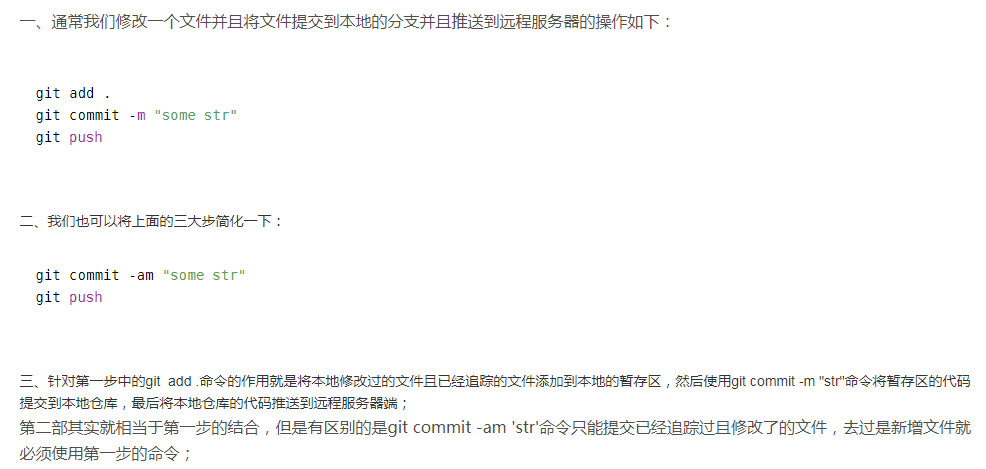 一、通常我们修改一个文件并且将文件提交到本地的分支并且推送到远程服务器的操作如下：
git add .
git commit -m "some str"
git push
二、我们也可以将上面的三大步简化一下：
git commit -am "some str"
git push
三、针对第一步中的git  add .命令的作用就是将本地修改过的文件且已经追踪的文件添加到本地的暂存区，然后使用git commit -m "str"命令将暂存区的代码
提交到本地仓库，最后将本地仓库的代码推送到远程服务器端；
第二部其实就相当于第一步的结合，但是有区别的是git commit -am 'str'命令只能提交已经追踪过且修改了的文件，去过是新增文件就
必须使用第一步的命令；